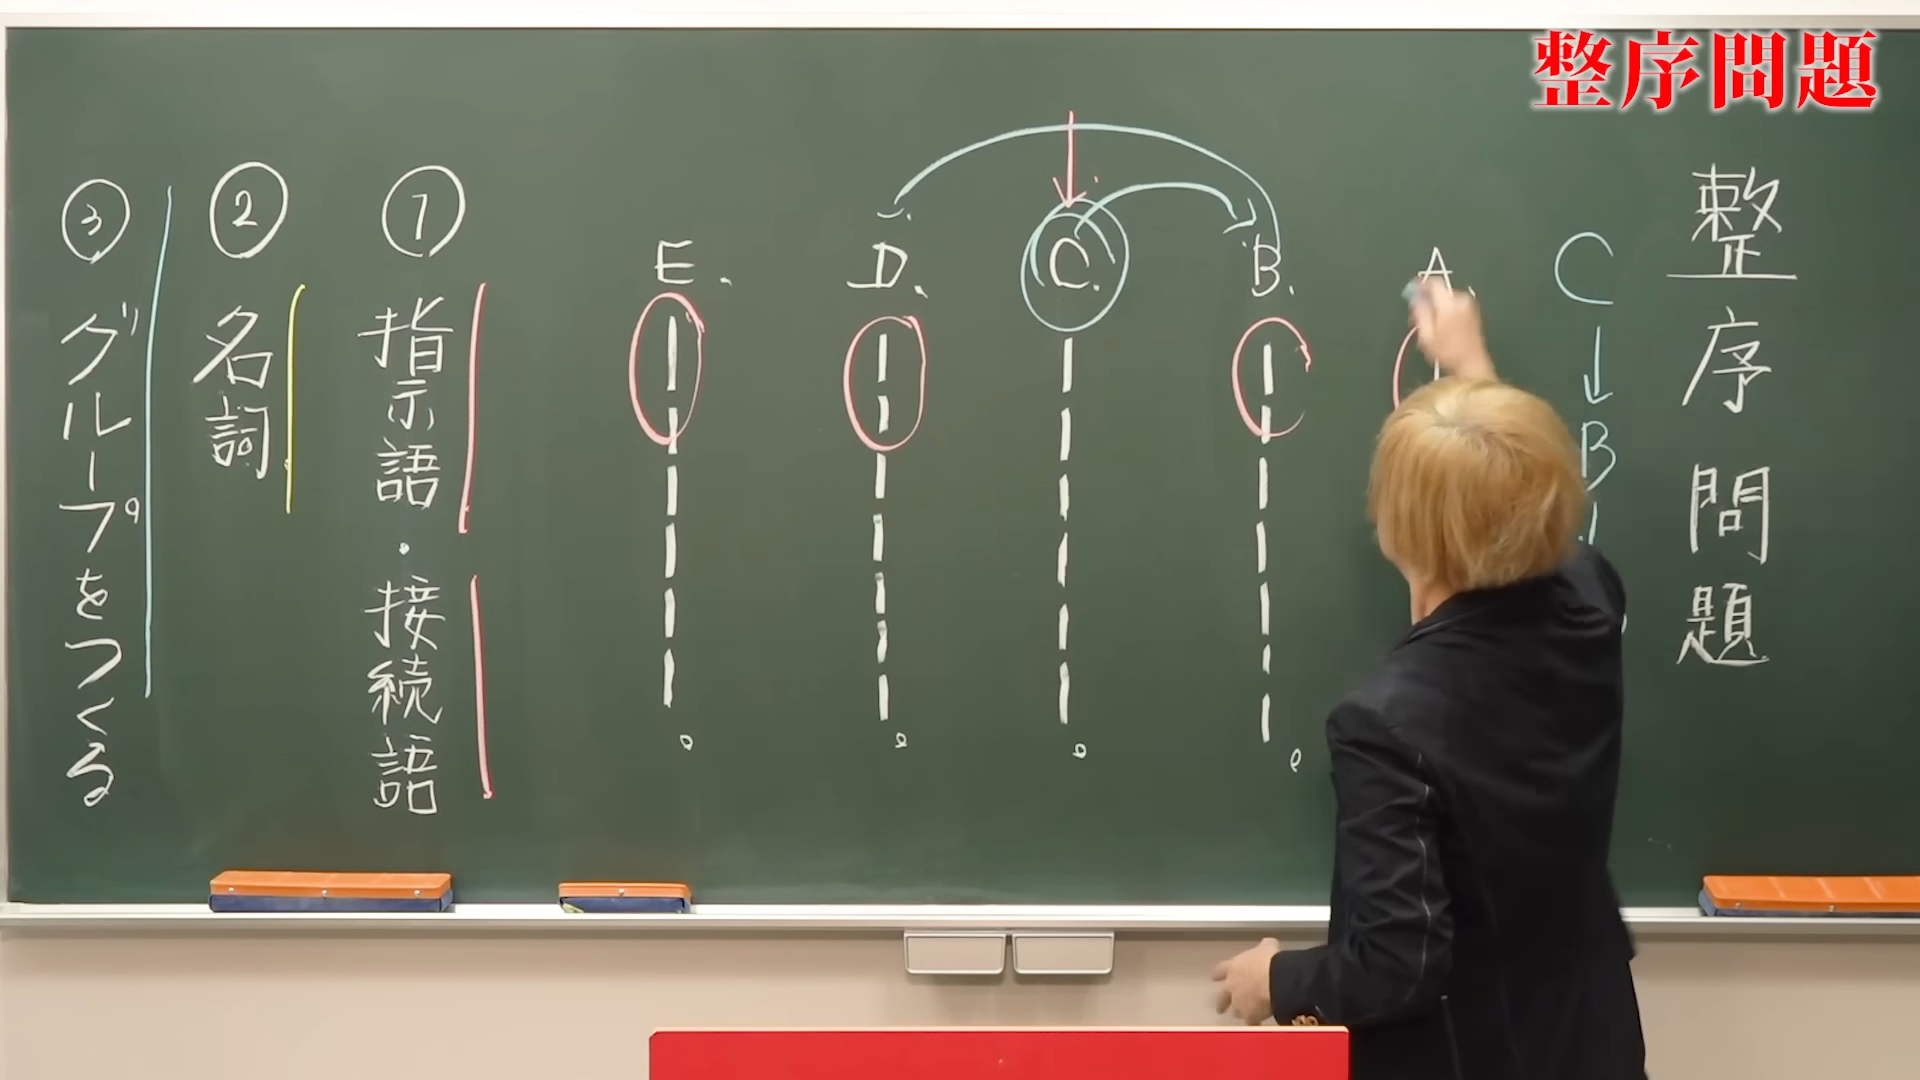 整序問題
整序問題
C→B
A.
B.
C.
D.
E.
① 指示語・接続語
② 名詞
③ グループをつくる